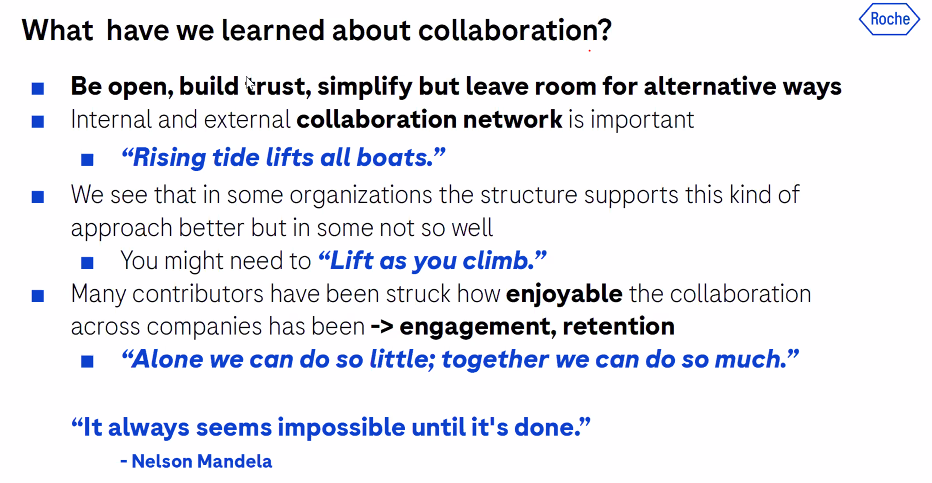 What have we learned about collaboration?
Roche
Be open, build trust, simplify but leave room for alternative ways
Internal and external collaboration network is important
“Rising tide lifts all boats.”
We see that in some organizations the structure supports this kind of
approach better but in some not so well
You might need to “Lift as you climb.”
Many contributors have been struck how enjoyable the collaboration
across companies has been -> engagement, retention
“Alone we can do so little; together we can do so much.”
“It always seems impossible until it's done.”
- Nelson Mandela